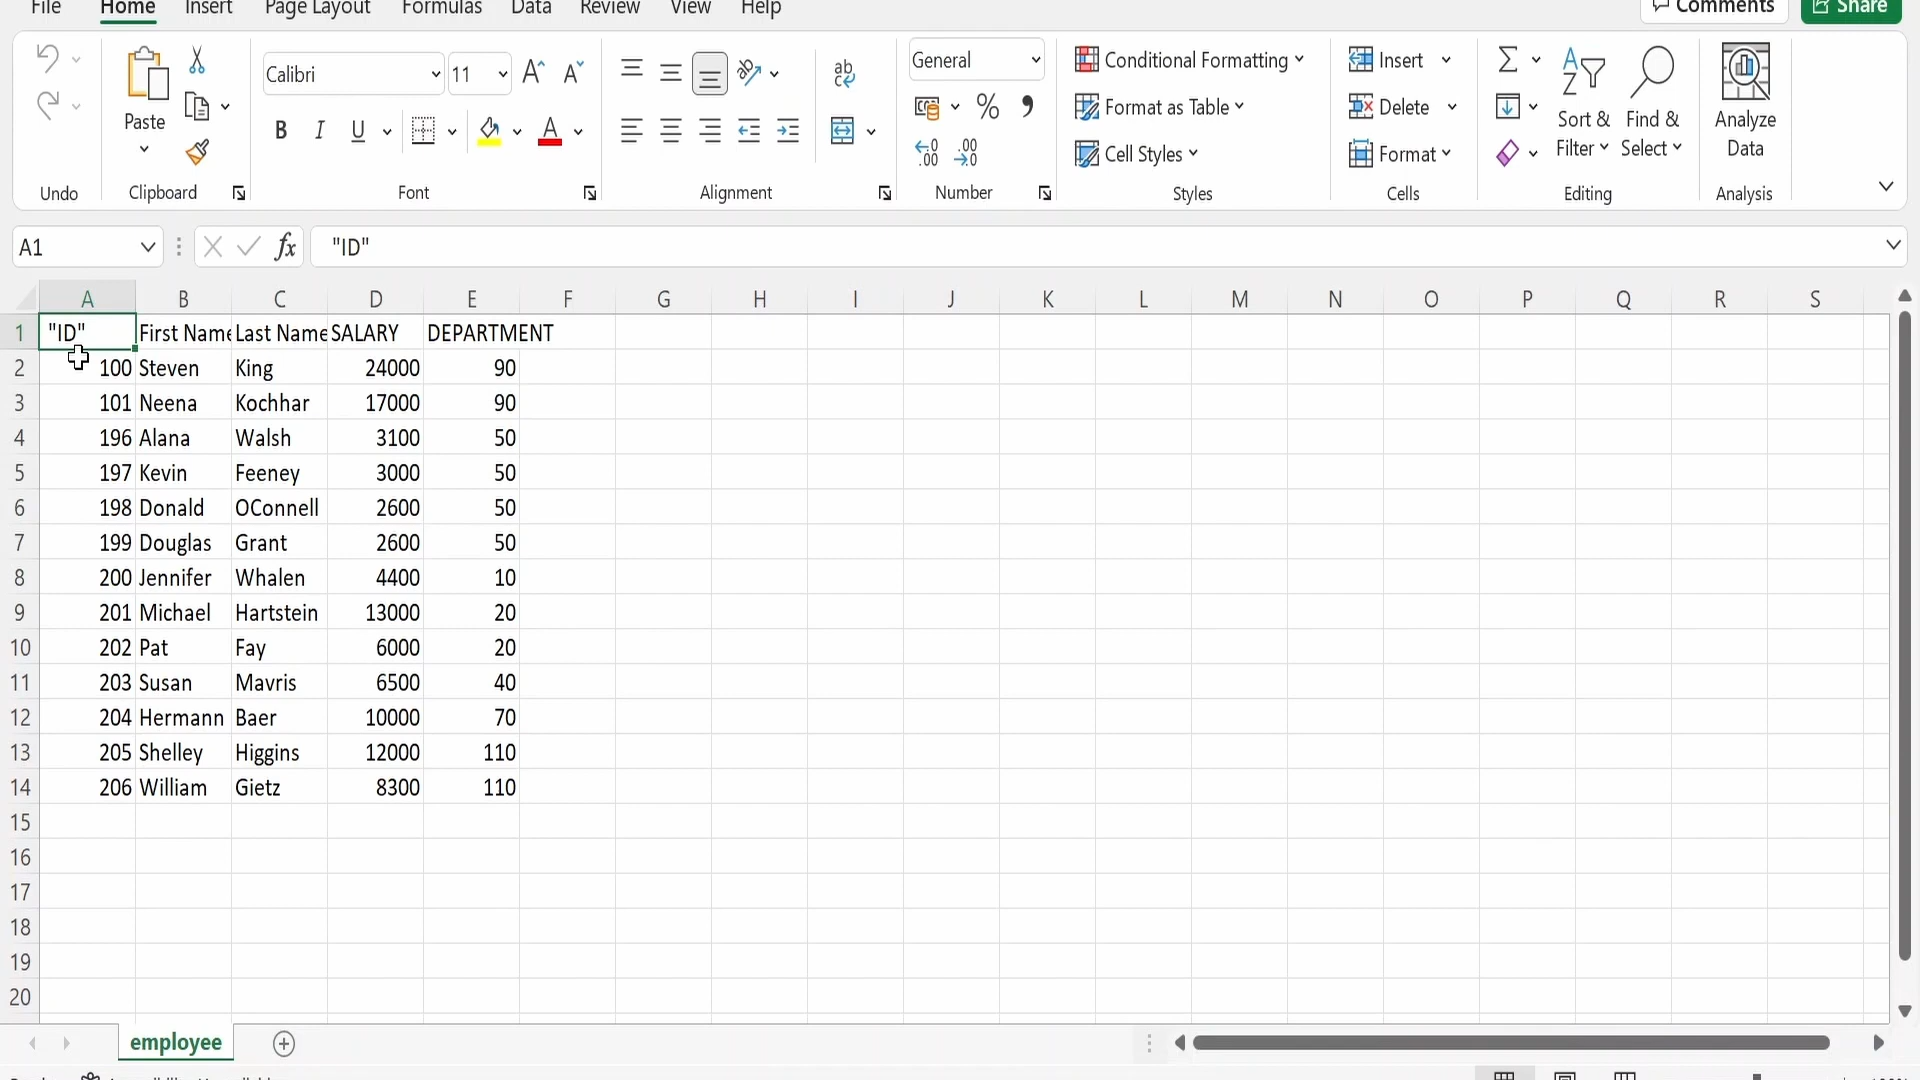 File Home Insert Page Layout Formulas Data Review View Help Comments Share
Calibri 11 General Conditional Formatting Insert
ab
Format as Table Delete
Paste Sort & Filter Find & Select Analyze Data
B I U A % Cell Styles Format
Undo Clipboard Font Alignment Number Styles Cells Editing Analysis
A1 fx "ID"
A B C D E F G H I J K L M N O P Q R S
1 "ID" First Name Last Name SALARY DEPARTMENT
2 100 Steven King 24000 90
3 101 Neena Kochhar 17000 90
4 196 Alana Walsh 3100 50
5 197 Kevin Feeney 3000 50
6 198 Donald OConnell 2600 50
7 199 Douglas Grant 2600 50
8 200 Jennifer Whalen 4400 10
9 201 Michael Hartstein 13000 20
10 202 Pat Fay 6000 20
11 203 Susan Mavris 6500 40
12 204 Hermann Baer 10000 70
13 205 Shelley Higgins 12000 110
14 206 William Gietz 8300 110
15
16
17
18
19
20
employee